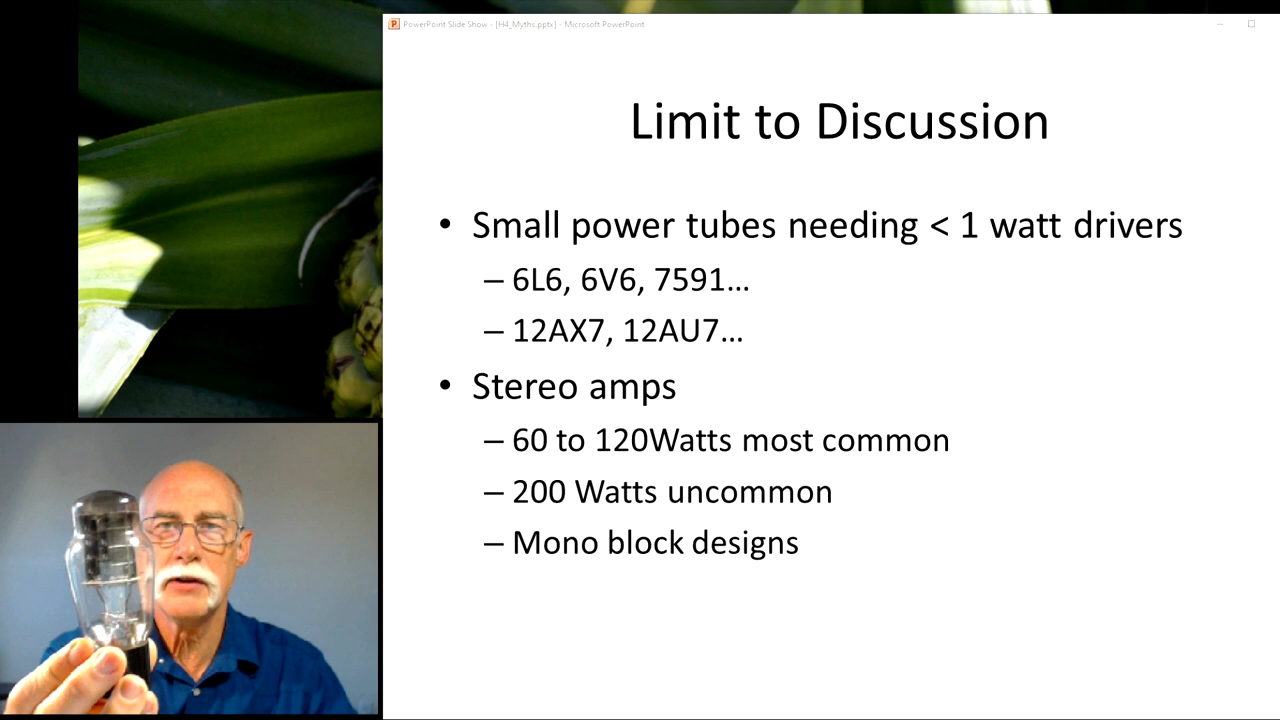 PowerPoint Slide Show - [H4_Myths.pptx] - Microsoft PowerPoint
Limit to Discussion
• Small power tubes needing < 1 watt drivers
– 6L6, 6V6, 7591…
– 12AX7, 12AU7…
• Stereo amps
– 60 to 120Watts most common
– 200 Watts uncommon
– Mono block designs